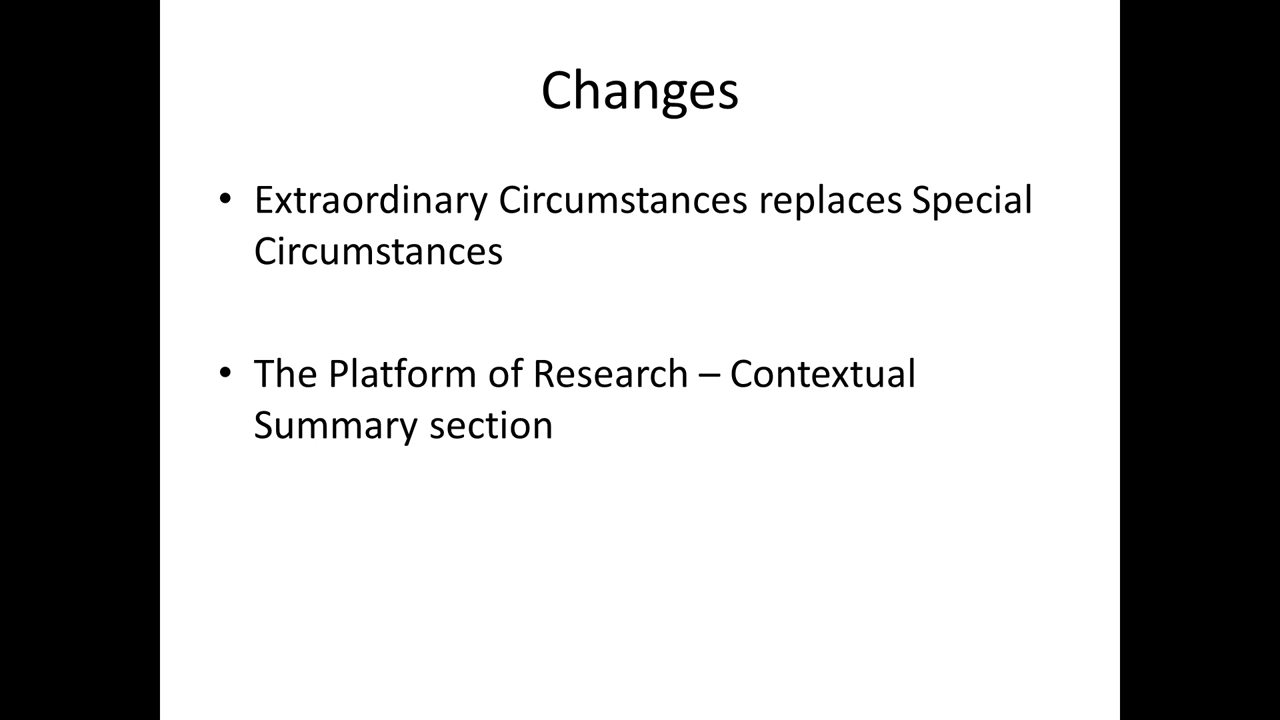 Changes
• Extraordinary Circumstances replaces Special
Circumstances
• The Platform of Research – Contextual
Summary section